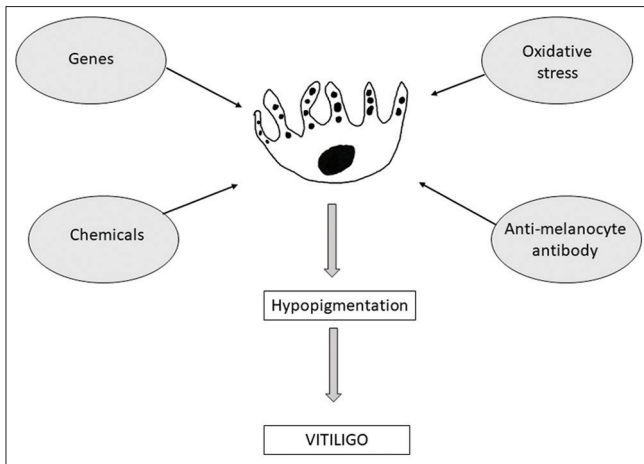 Genes
Oxidative
stress
Chemicals
Anti-melanocyte
antibody
Hypopigmentation
VITILIGO